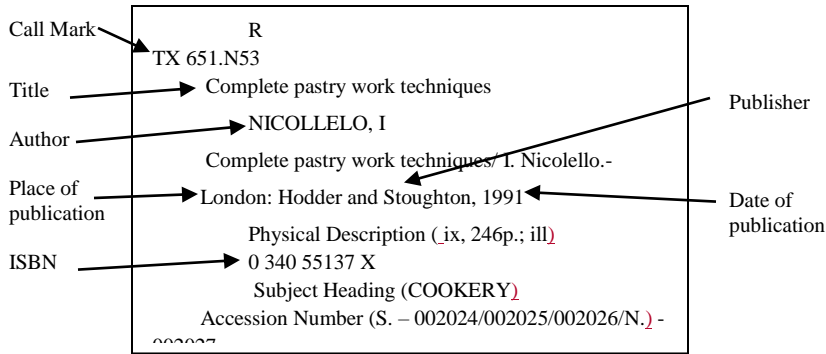 Call Mark
R
TX 651.N53
Title
Complete pastry work techniques
Publisher
Author
NICOLLELO, I
Complete pastry work techniques/ I. Nicolello.-
Place of
publication
London: Hodder and Stoughton, 1991
Date of
publication
Physical Description ( ix, 246p.; ill)
ISBN
0 340 55137 X
Subject Heading (COOKERY)
Accession Number (S. – 002024/002025/002026/N.) -